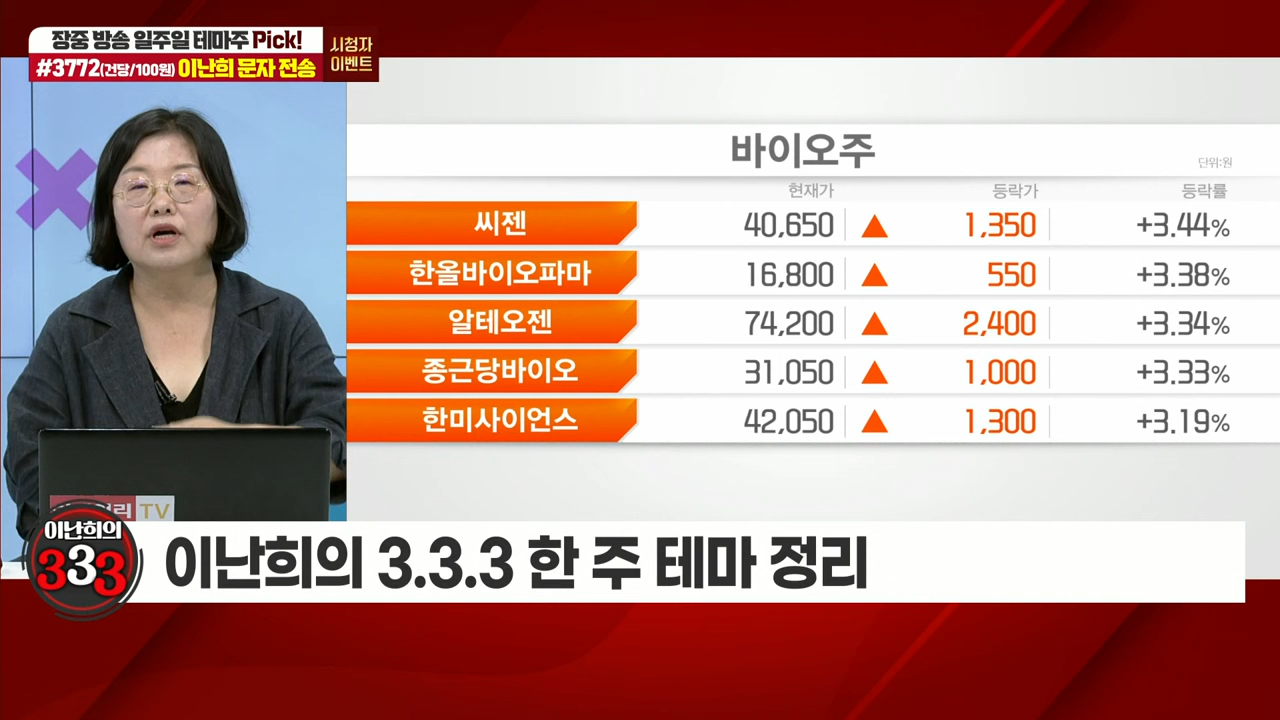 장중 방송 일주일 테마주 Pick!
#3772(건당/100원) 이난희 문자 전송
시청자
이벤트
바이오주
단위:원
현재가 등락가 등락률
씨젠 40,650 ▲ 1,350 +3.44%
한올바이오파마 16,800 ▲ 550 +3.38%
알테오젠 74,200 ▲ 2,400 +3.34%
종근당바이오 31,050 ▲ 1,000 +3.33%
한미사이언스 42,050 ▲ 1,300 +3.19%
TV
이난희의
333
이난희의 3.3.3 한 주 테마 정리